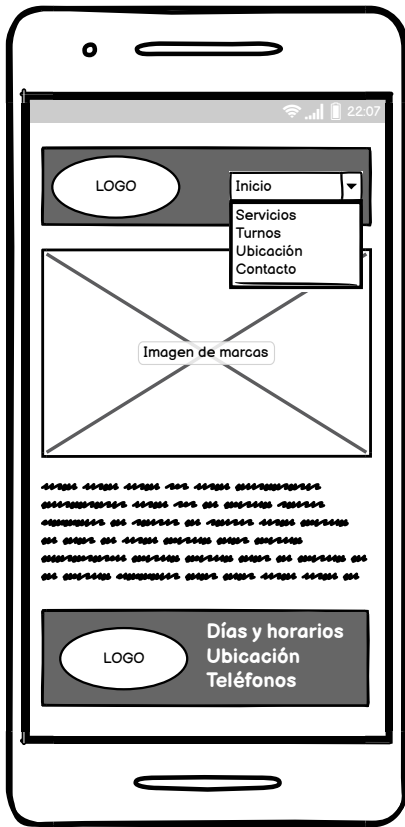 22:07
LOGO
Inicio
Servicios
Turnos
Ubicación
Contacto
Imagen de marcas
LOGO
Días y horarios
Ubicación
Teléfonos